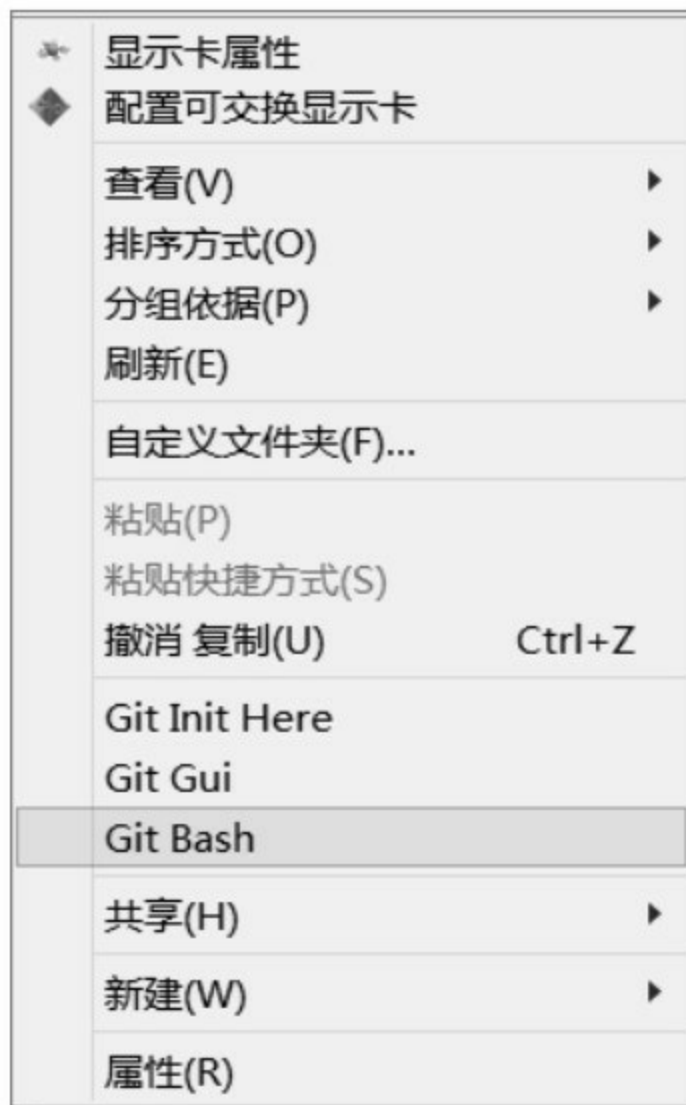 显示卡属性
配置可交换显示卡
查看(V)
排序方式(O)
分组依据(P)
刷新(E)
自定义文件夹(F)...
粘贴(P)
粘贴快捷方式(S)
撤消 复制(U) Ctrl+Z
Git Init Here
Git Gui
Git Bash
共享(H)
新建(W)
属性(R)